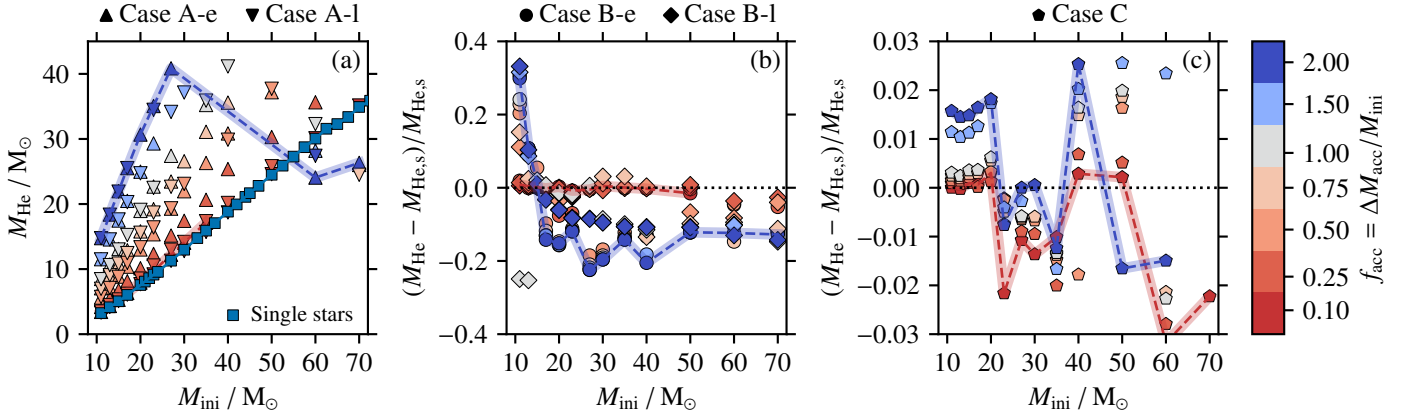 Case A-e Case A-l
Case B-e Case B-l
Case C
(a)
(b)
(c)
40
30
20
10
0
M_He / M_⊙
Single stars
10 20 30 40 50 60 70
M_ini / M_⊙
0.4
0.2
0.0
−0.2
−0.4
(M_He − M_He,s)/M_He,s
10 20 30 40 50 60 70
M_ini / M_⊙
0.03
0.02
0.01
0.00
−0.01
−0.02
−0.03
(M_He − M_He,s)/M_He,s
10 20 30 40 50 60 70
M_ini / M_⊙
2.00
1.50
1.00
0.75
0.50
0.25
0.10
f_acc = ΔM_acc/M_ini